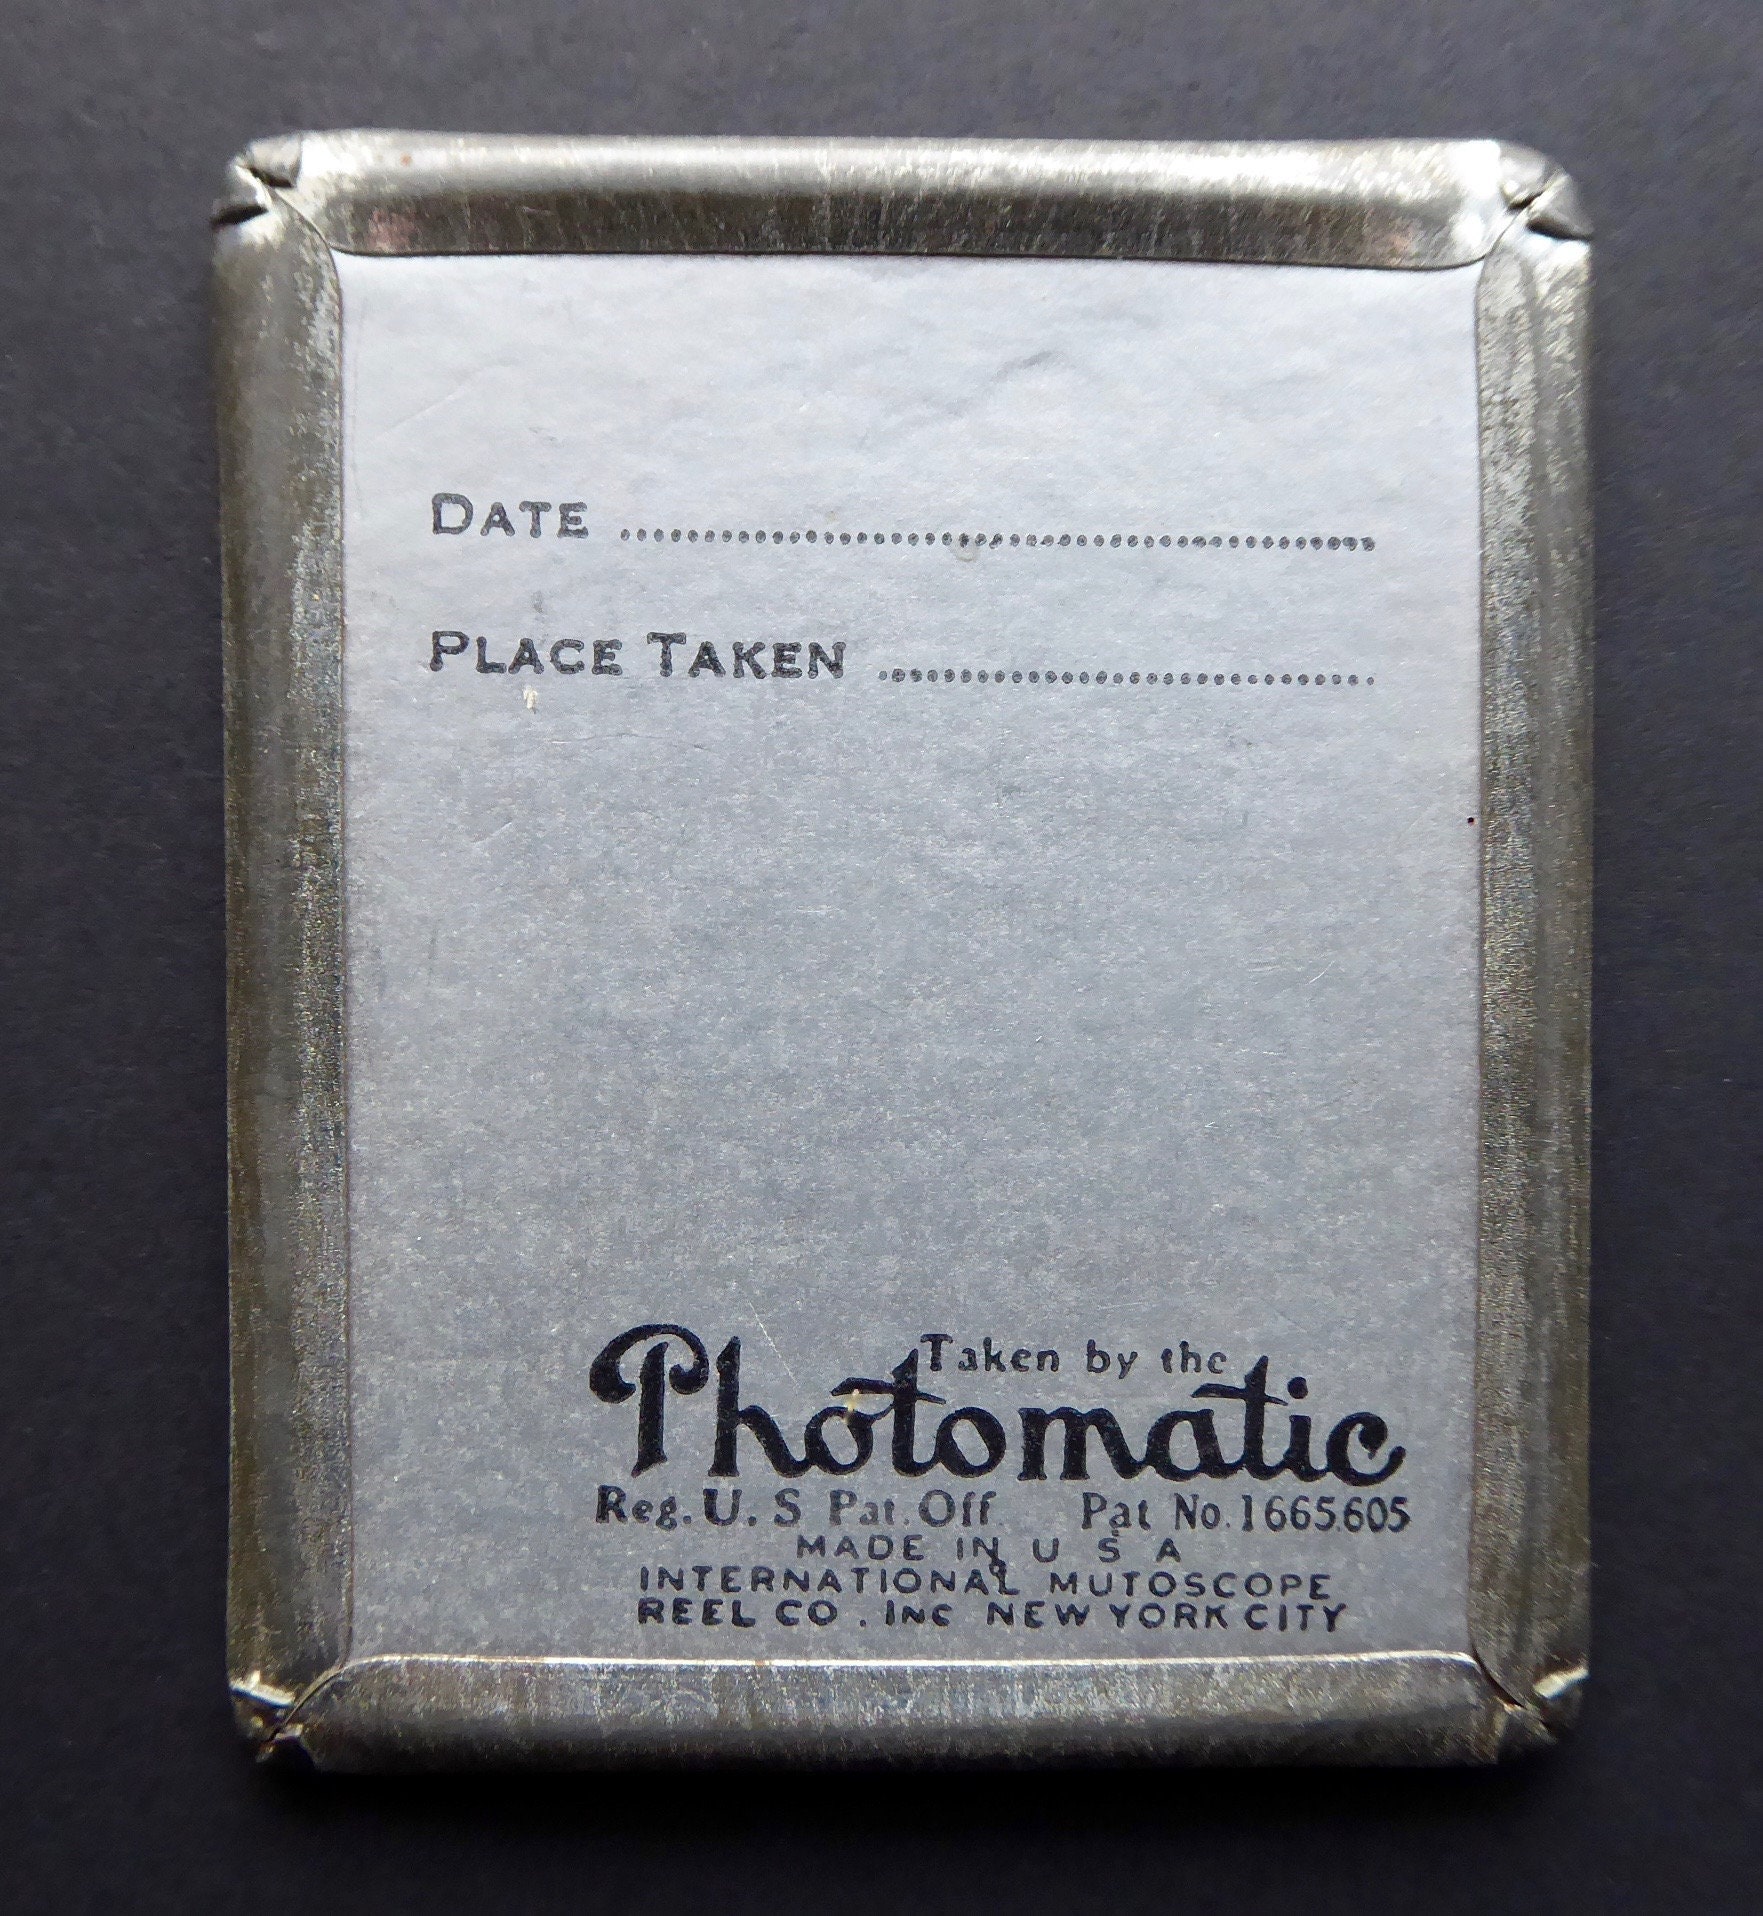 DATE ....................................................
PLACE TAKEN ..................................
Taken by the
Photomatic
Reg. U. S Pat. Off. Pat No. 1665.605
MADE IN U S A
INTERNATIONAL MUTOSCOPE
REEL CO. INC NEW YORK CITY